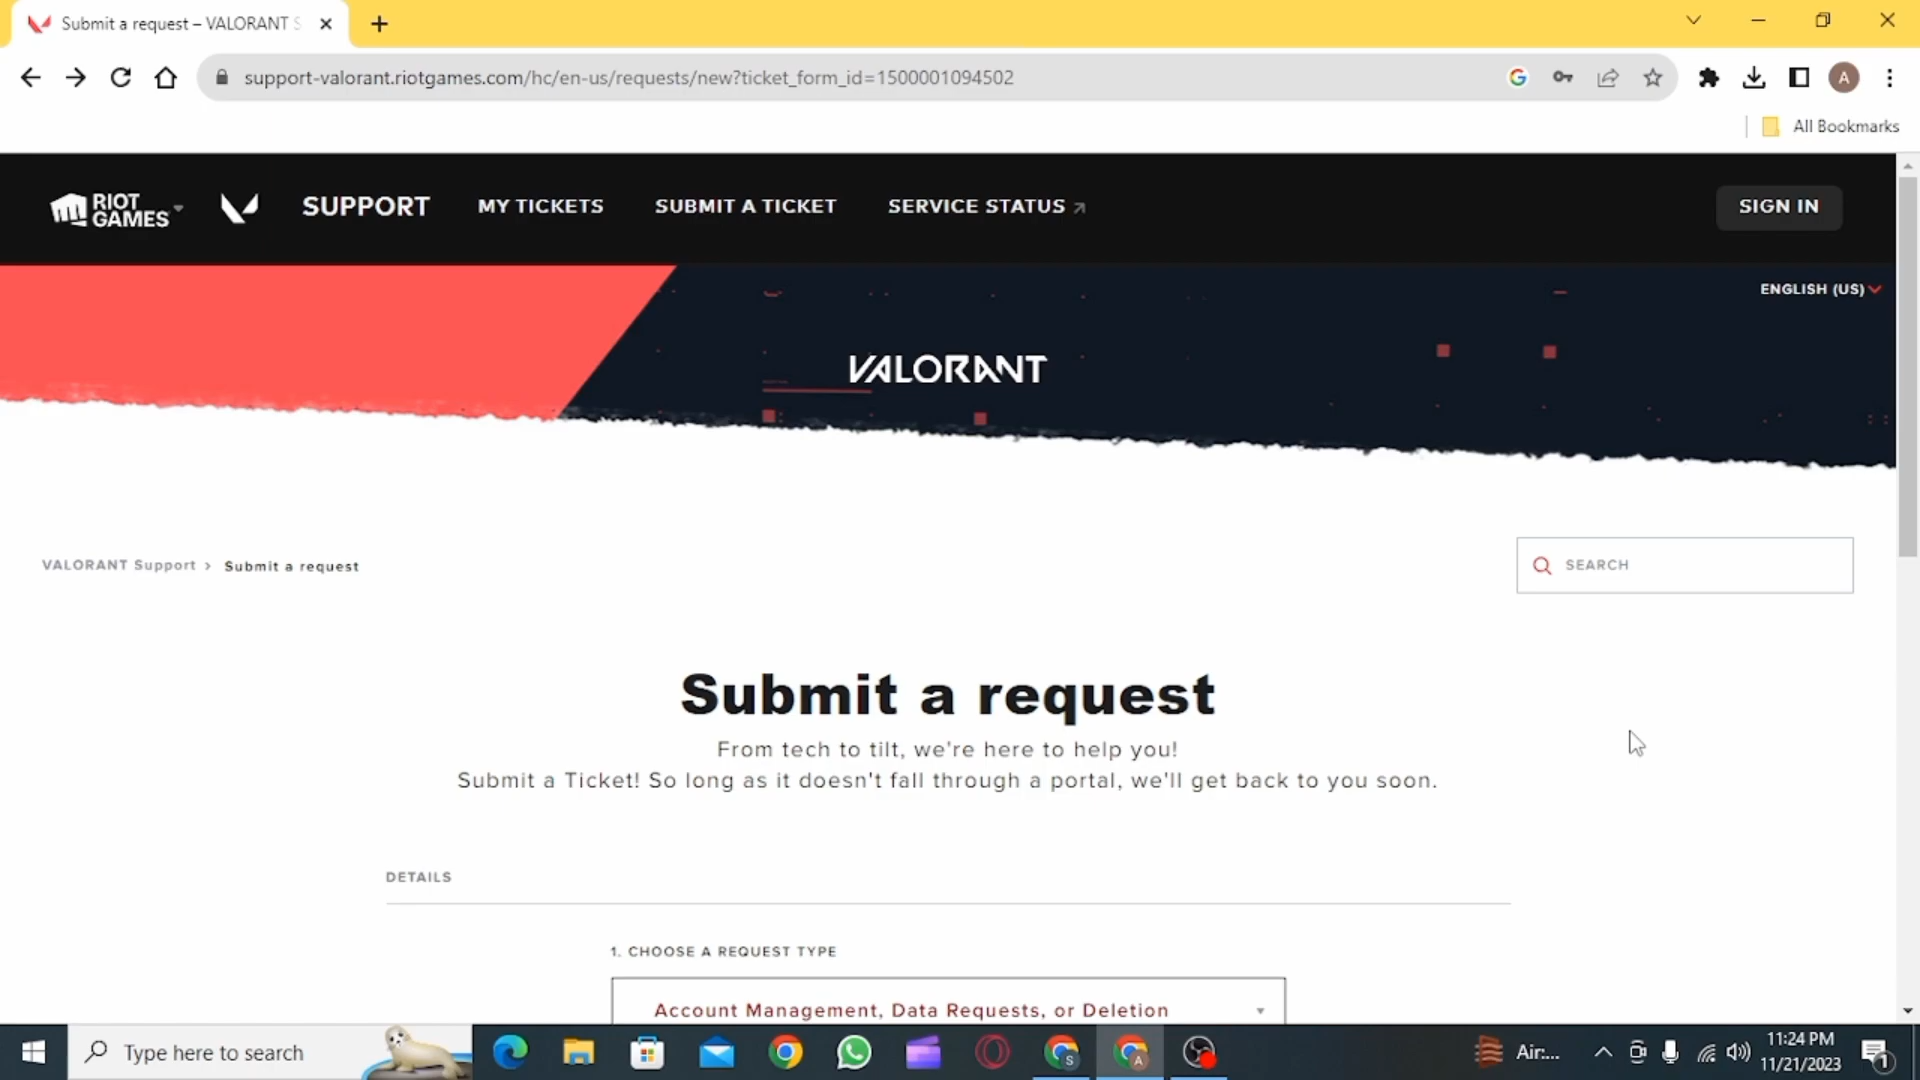 Submit a request – VALORANT S
support-valorant.riotgames.com/hc/en-us/requests/new?ticket_form_id=1500001094502
A
All Bookmarks
RIOT GAMES
SUPPORT
MY TICKETS
SUBMIT A TICKET
SERVICE STATUS
SIGN IN
ENGLISH (US)
VALORANT
VALORANT Support > Submit a request
SEARCH
Submit a request
From tech to tilt, we're here to help you!
Submit a Ticket! So long as it doesn't fall through a portal, we'll get back to you soon.
DETAILS
1. CHOOSE A REQUEST TYPE
Account Management, Data Requests, or Deletion
Type here to search
S
A
Air:...
11:24 PM
11/21/2023
1